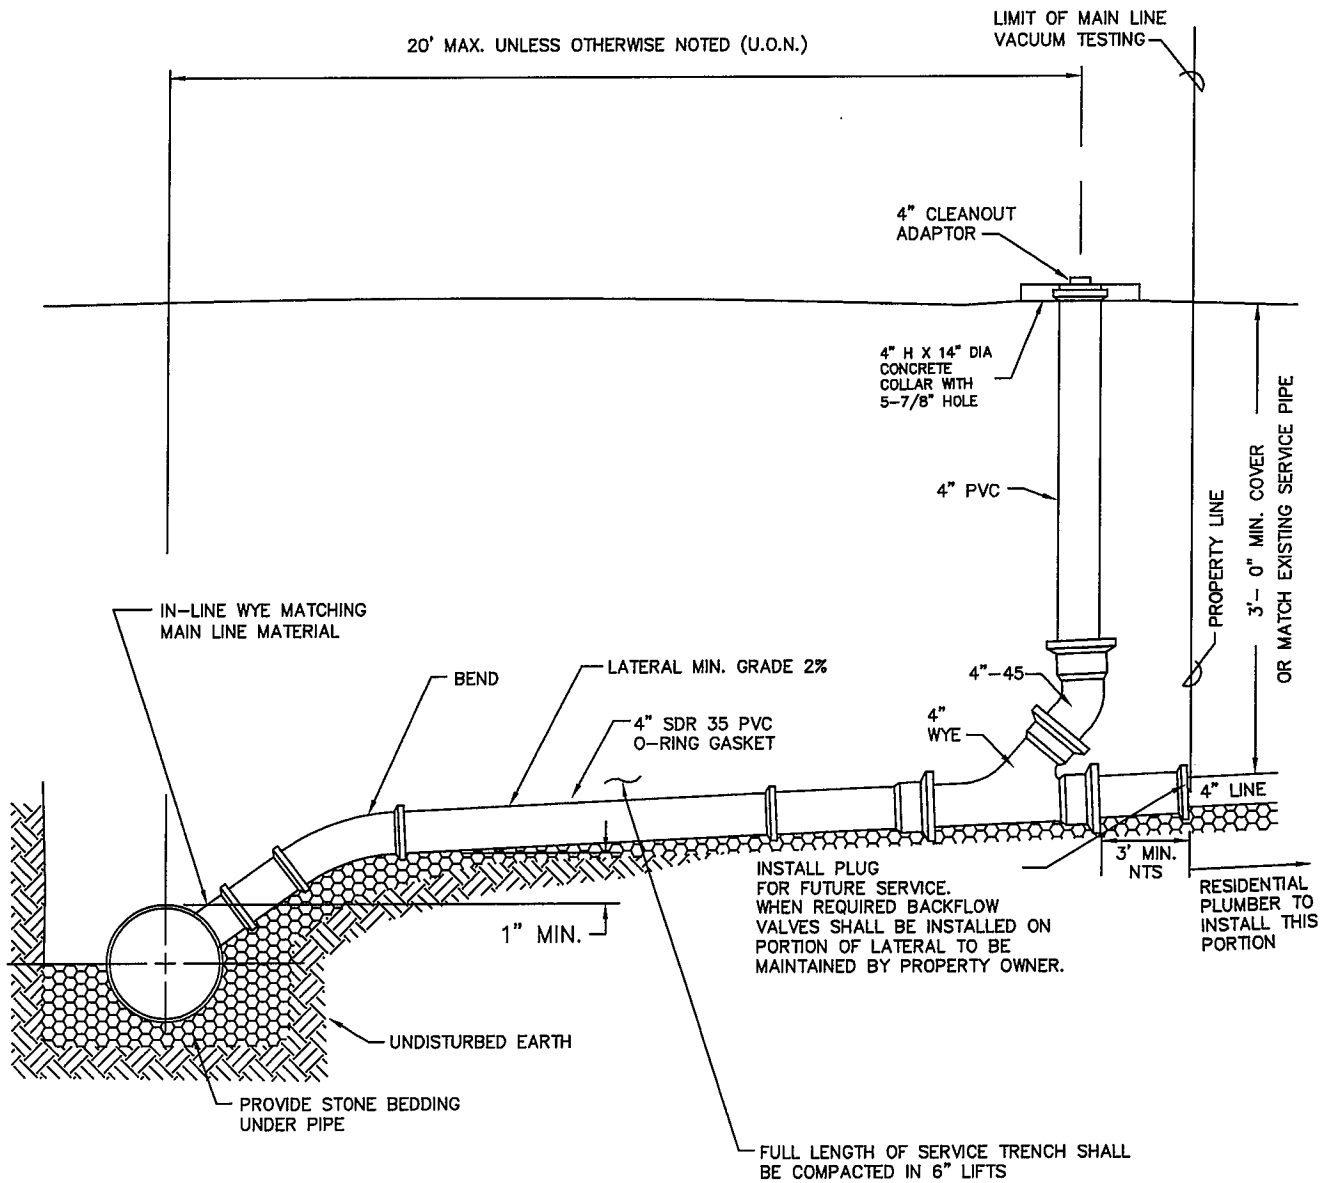 LIMIT OF MAIN LINE
VACUUM TESTING
20' MAX. UNLESS OTHERWISE NOTED (U.O.N.)
4" CLEANOUT
ADAPTOR
4" H X 14" DIA
CONCRETE
COLLAR WITH
5-7/8" HOLE
4" PVC
PROPERTY LINE
3'- 0" MIN. COVER
OR MATCH EXISTING SERVICE PIPE
IN-LINE WYE MATCHING
MAIN LINE MATERIAL
BEND
LATERAL MIN. GRADE 2%
4" SDR 35 PVC
O-RING GASKET
4"-45
4"
WYE
4" LINE
3' MIN.
NTS
INSTALL PLUG
FOR FUTURE SERVICE.
WHEN REQUIRED BACKFLOW
VALVES SHALL BE INSTALLED ON
PORTION OF LATERAL TO BE
MAINTAINED BY PROPERTY OWNER.
RESIDENTIAL
PLUMBER TO
INSTALL THIS
PORTION
1" MIN.
UNDISTURBED EARTH
PROVIDE STONE BEDDING
UNDER PIPE
FULL LENGTH OF SERVICE TRENCH SHALL
BE COMPACTED IN 6" LIFTS